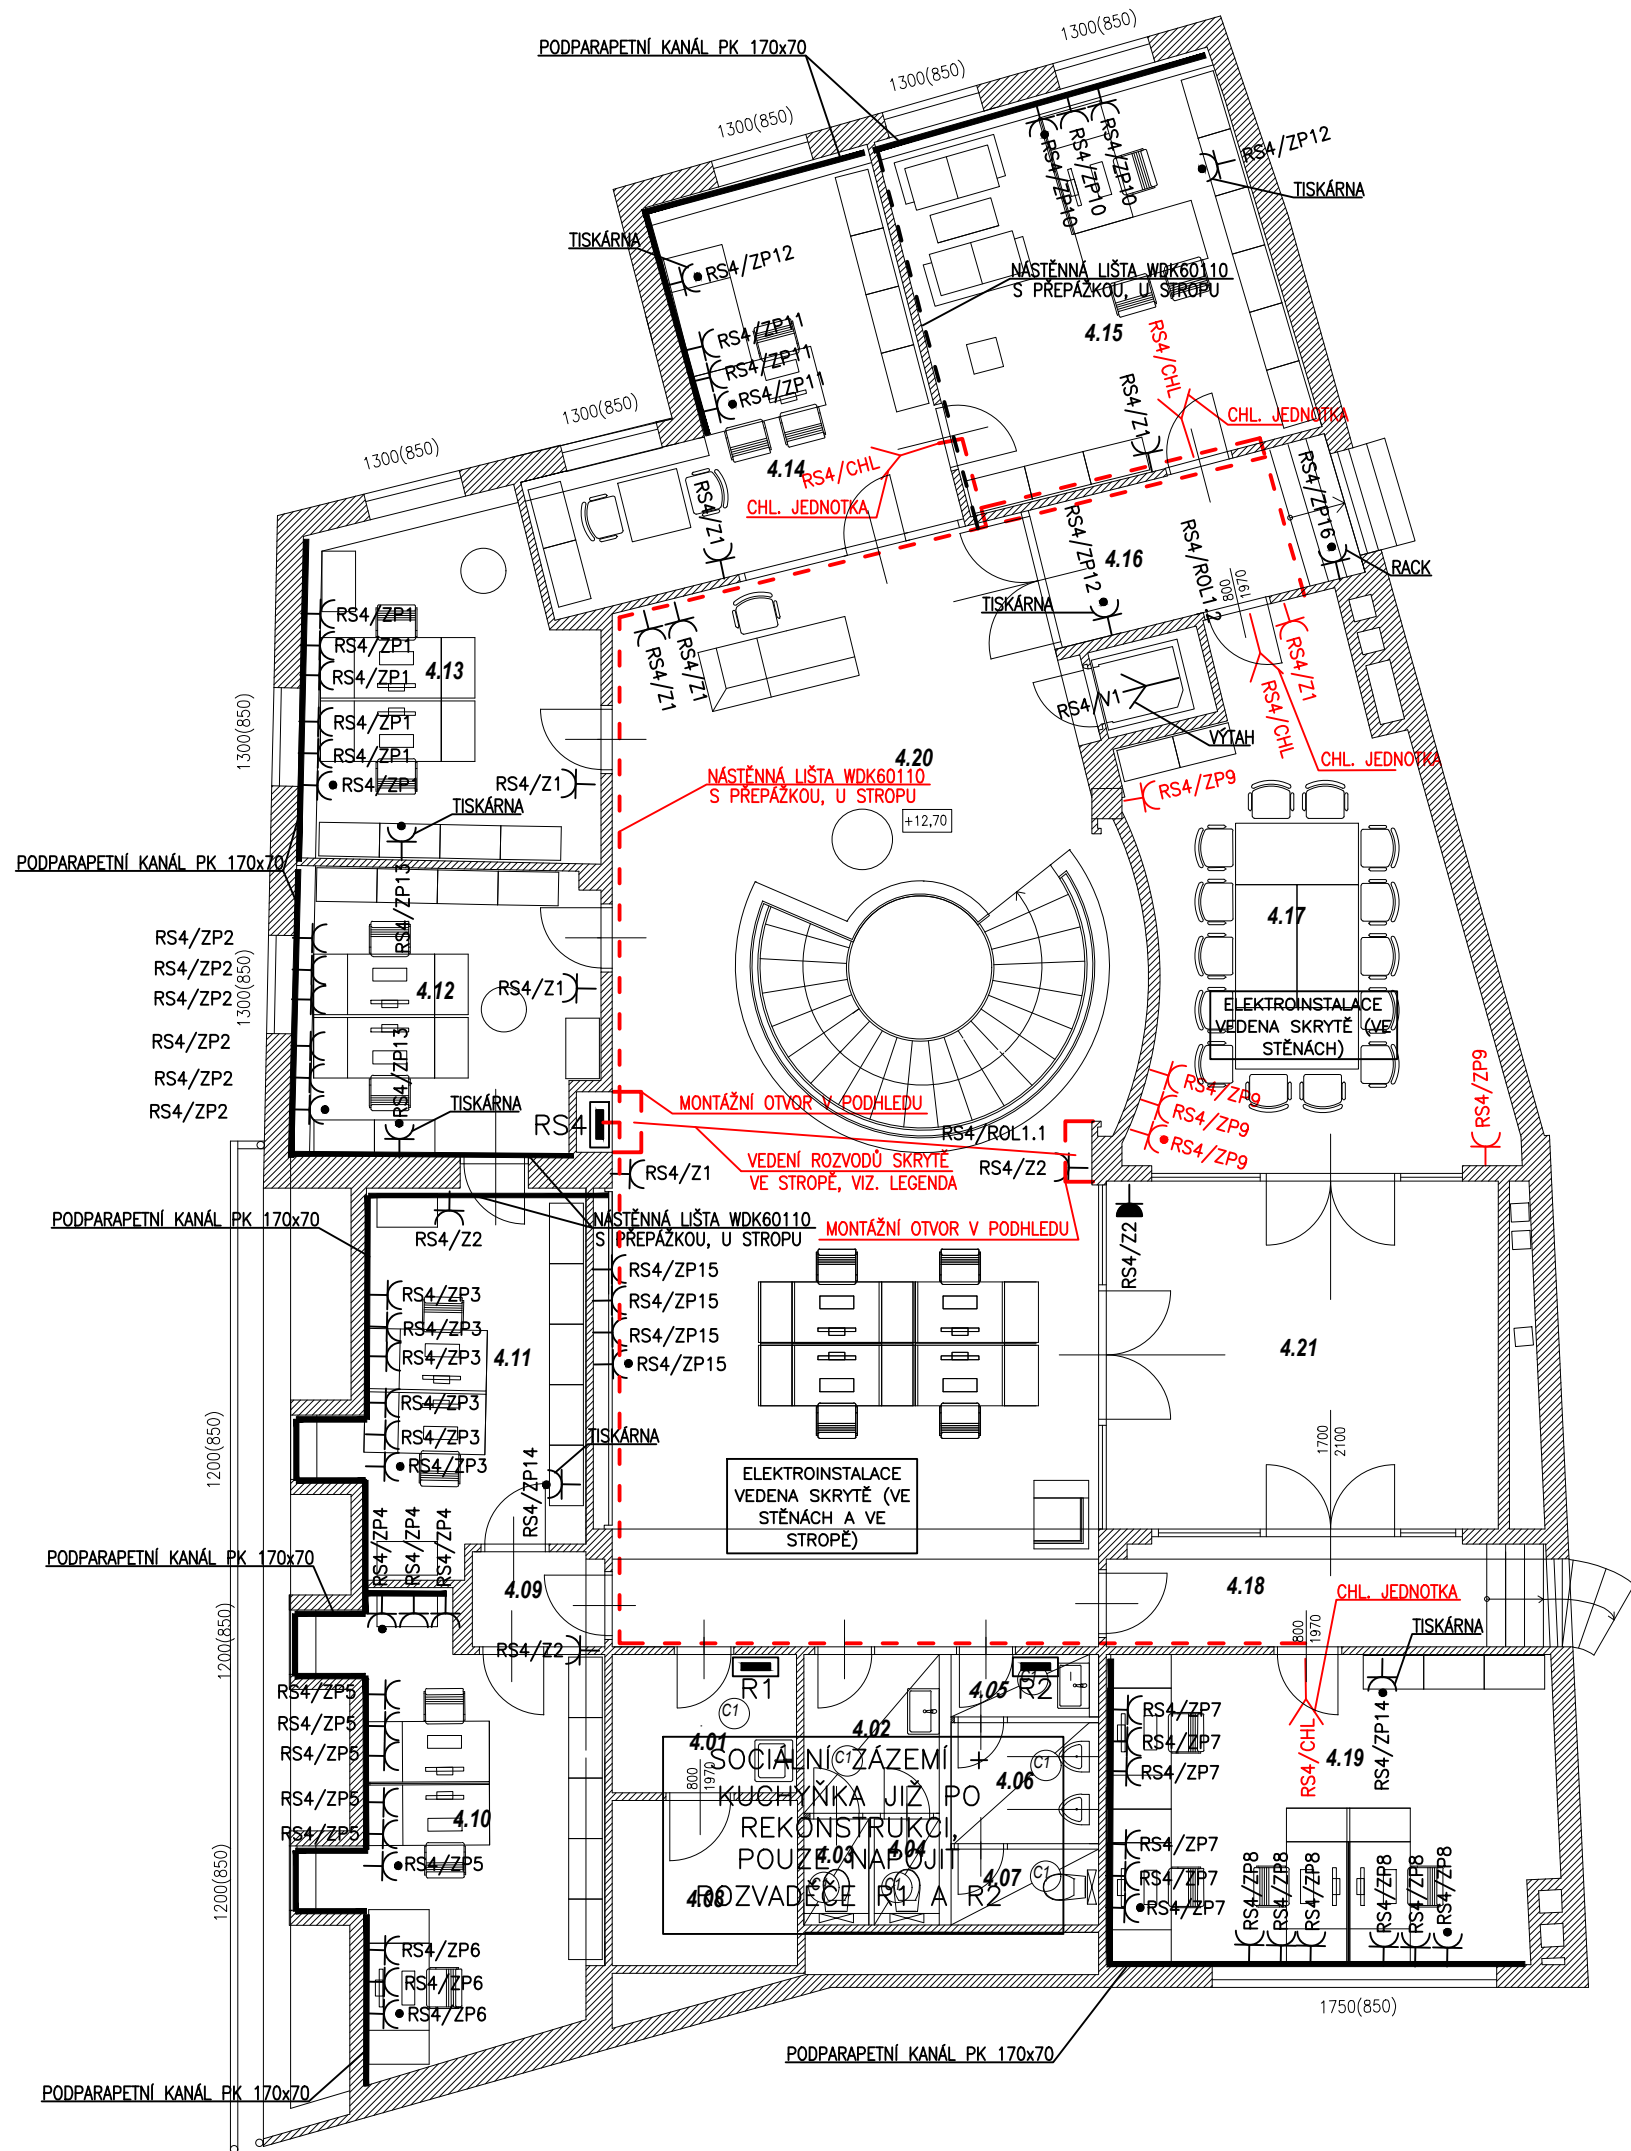 1300(850)
PODPARAPETNÍ KANÁL PK 170x70
1300(850)
1300(850)
RS4/ZP10
RS4/ZP10
RS4/ZP10
RS4/ZP12
TISKÁRNA
TISKÁRNA
RS4/ZP12
NÁSTĚNNÁ LIŠTA WDK60110
S PŘEPÁŽKOU, U STROPU
RS4/ZP11
RS4/ZP11
RS4/ZP11
4.15
RS4/CHL
RS4/Z1
CHL. JEDNOTKA
1300(850)
1300(850)
4.14
RS4/CHL
CHL. JEDNOTKA
RS4/Z1
RS4/ZP16
RACK
RS4/ZP12
4.16
RS4/ROL1.2
800
1970
TISKÁRNA
RS4/ZP1
RS4/ZP1
RS4/ZP1
4.13
RS4/ZP1
RS4/ZP1
RS4/ZP1
1300(850)
RS4/Z1
RS4/Z1
RS4/Z1
RS4/CHL
RS4/V1
VÝTAH
CHL. JEDNOTKA
4.20
NÁSTĚNNÁ LIŠTA WDK60110
S PŘEPÁŽKOU, U STROPU
RS4/Z1
RS4/ZP9
TISKÁRNA
+12,70
PODPARAPETNÍ KANÁL PK 170x70
RS4/ZP13
4.17
RS4/ZP2
RS4/ZP2
RS4/ZP2
1300(850)
4.12
RS4/Z1
ELEKTROINSTALACE
VEDENA SKRYTĚ (VE
STĚNÁCH)
RS4/ZP2
RS4/ZP2
RS4/ZP2
RS4/ZP13
TISKÁRNA
RS4
MONTÁŽNÍ OTVOR V PODHLEDU
RS4/ZP9
RS4/ZP9
RS4/ZP9
RS4/ZP9
RS4/ROL1.1
RS4/Z2
VEDENÍ ROZVODŮ SKRYTĚ
VE STROPĚ, VIZ. LEGENDA
RS4/Z1
PODPARAPETNÍ KANÁL PK 170x70
NÁSTĚNNÁ LIŠTA WDK60110
S PŘEPÁŽKOU, U STROPU
MONTÁŽNÍ OTVOR V PODHLEDU
RS4/Z2
RS4/Z2
RS4/ZP15
RS4/ZP15
RS4/ZP15
RS4/ZP15
RS4/ZP3
RS4/ZP3
RS4/ZP3
4.11
RS4/ZP3
RS4/ZP3
RS4/ZP3
4.21
1200(850)
TISKÁRNA
RS4/ZP14
1700
2100
ELEKTROINSTALACE
VEDENA SKRYTĚ (VE
STĚNÁCH A VE
STROPĚ)
RS4/ZP4
RS4/ZP4
RS4/ZP4
PODPARAPETNÍ KANÁL PK 170x70
4.09
4.18
CHL. JEDNOTKA
TISKÁRNA
1200(850)
RS4/Z2
800
1970
R1
C1
4.01
4.02
4.05
R2
C1
RS4/ZP5
RS4/ZP5
RS4/ZP5
RS4/ZP5
RS4/ZP5
RS4/ZP5
4.10
RS4/ZP7
RS4/ZP7
RS4/ZP7
RS4/CHL
4.19
RS4/ZP14
SOCIÁLNÍ ZÁZEMÍ +
KUCHYŇKA JIŽ PO
REKONSTRUKCI,
POUZE NAPOJIT
ROZVADĚČE R1 A R2
C1
C1
800
1970
4.06
4.03
4.04
4.07
4.08
C1
C1
C1
RS4/ZP7
RS4/ZP7
RS4/ZP7
RS4/ZP8
RS4/ZP8
RS4/ZP8
RS4/ZP8
RS4/ZP8
RS4/ZP8
1200(850)
RS4/ZP6
RS4/ZP6
RS4/ZP6
1750(850)
PODPARAPETNÍ KANÁL PK 170x70
PODPARAPETNÍ KANÁL PK 170x70